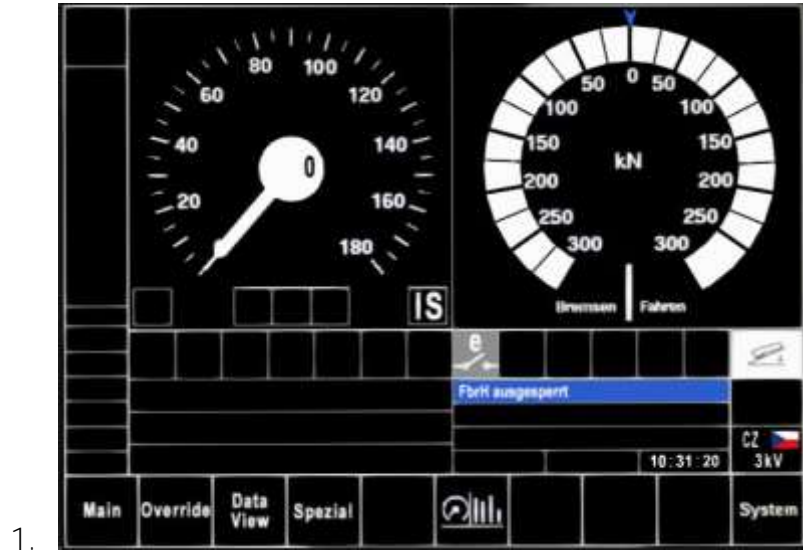 80 100
60 120
40 140
0
20 160
180
IS
0
50 50
100 100
150 150
kN
200 200
250 250
300 300
Bremsen Fahren
e
FbrH ausgesperrt
CZ
10:31:20 3kV
Main Override Data View Spezial System
1.